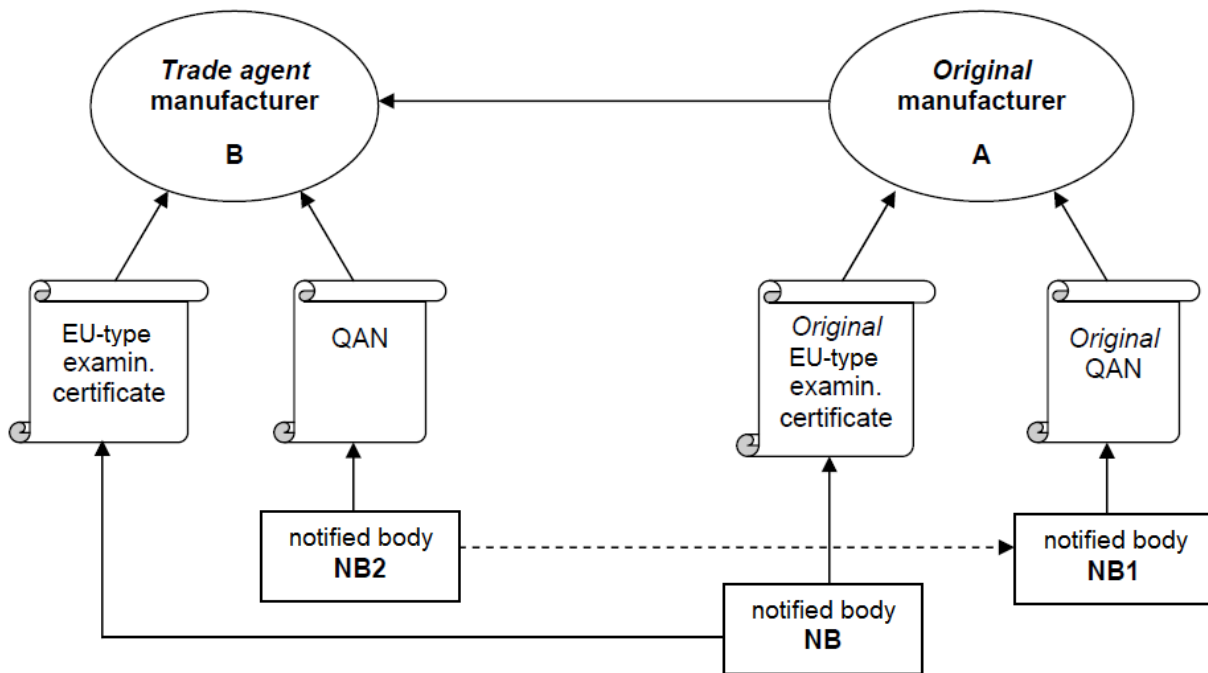 Trade agent
manufacturer
B
Original
manufacturer
A
EU-type
examin.
certificate
QAN
Original
EU-type
examin.
certificate
Original
QAN
notified body
NB2
notified body
NB
notified body
NB1